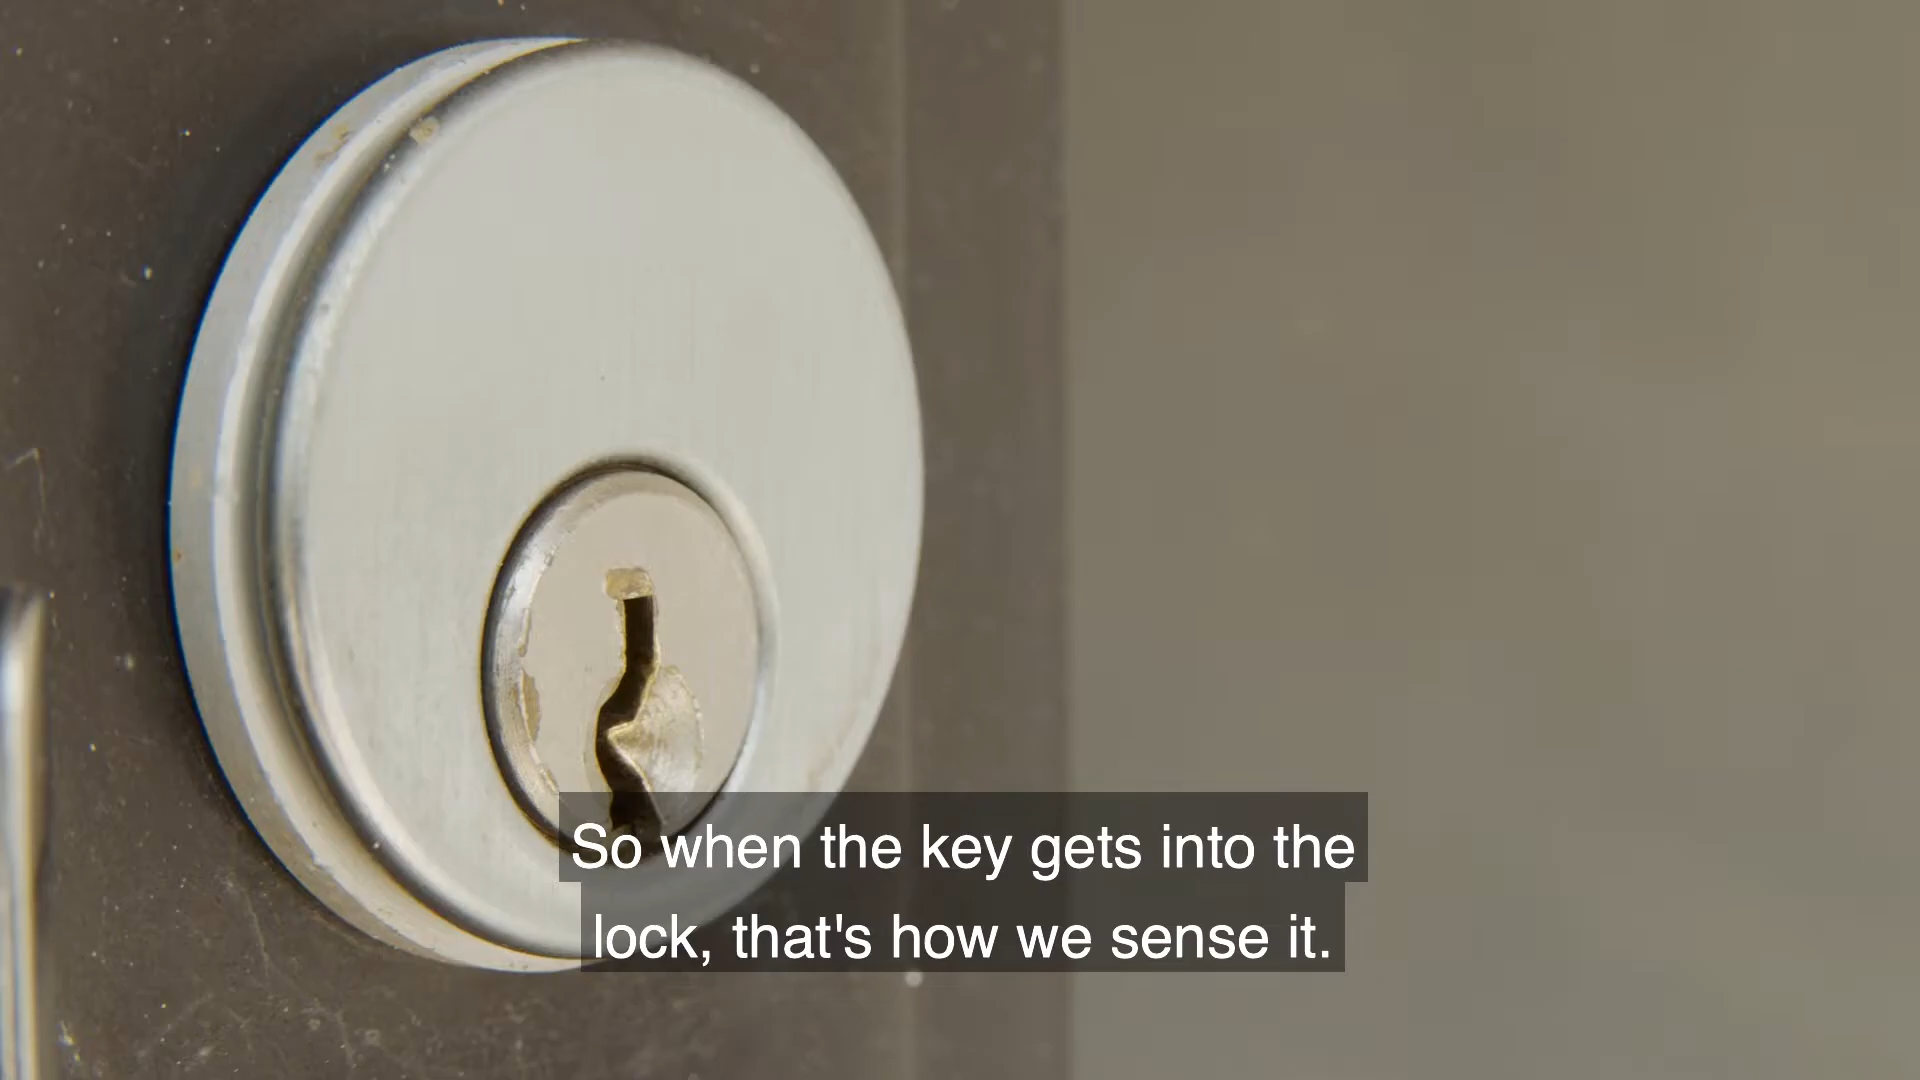 So when the key gets into the
lock, that's how we sense it.